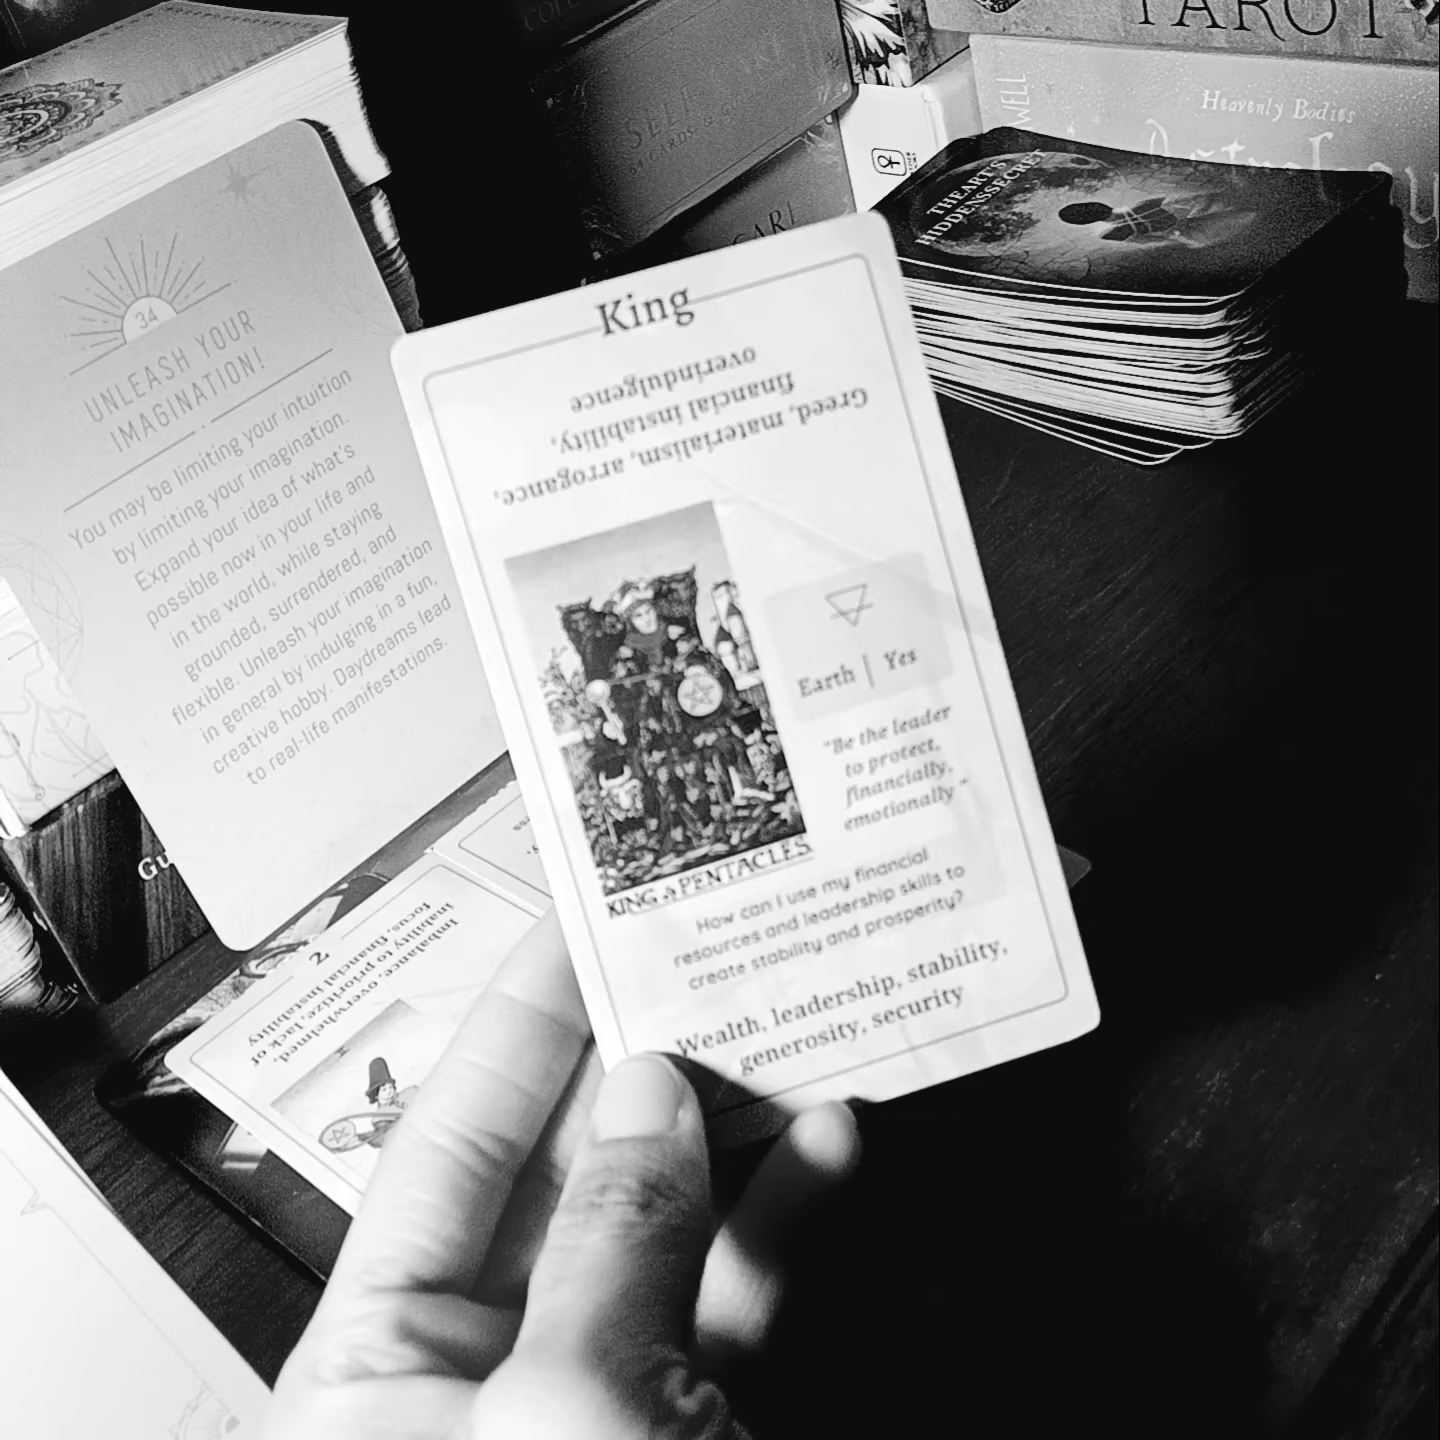 TAROT
Heavenly Bodies
WELL
SELF
CARDS &
THEART'S
HIDDENSSECRET
34
UNLEASH YOUR
IMAGINATION!
You may be limiting your intuition
by limiting your imagination.
Expand your idea of what's
possible now in your life and
in the world, while staying
grounded, surrendered, and
flexible. Unleash your imagination
in general by indulging in a fun,
creative hobby. Daydreams lead
to real-life manifestations.
King
Greed, materialism, arrogance,
financial instability,
overindulgence
Earth | Yes
"Be the leader
to protect,
financially,
emotionally"
KING of PENTACLES
How can I use my financial
resources and leadership skills to
create stability and prosperity?
Wealth, leadership, stability,
generosity, security
2
Imbalance, overwhelmed,
inability to prioritize, lack of
focus, financial instability
Gu